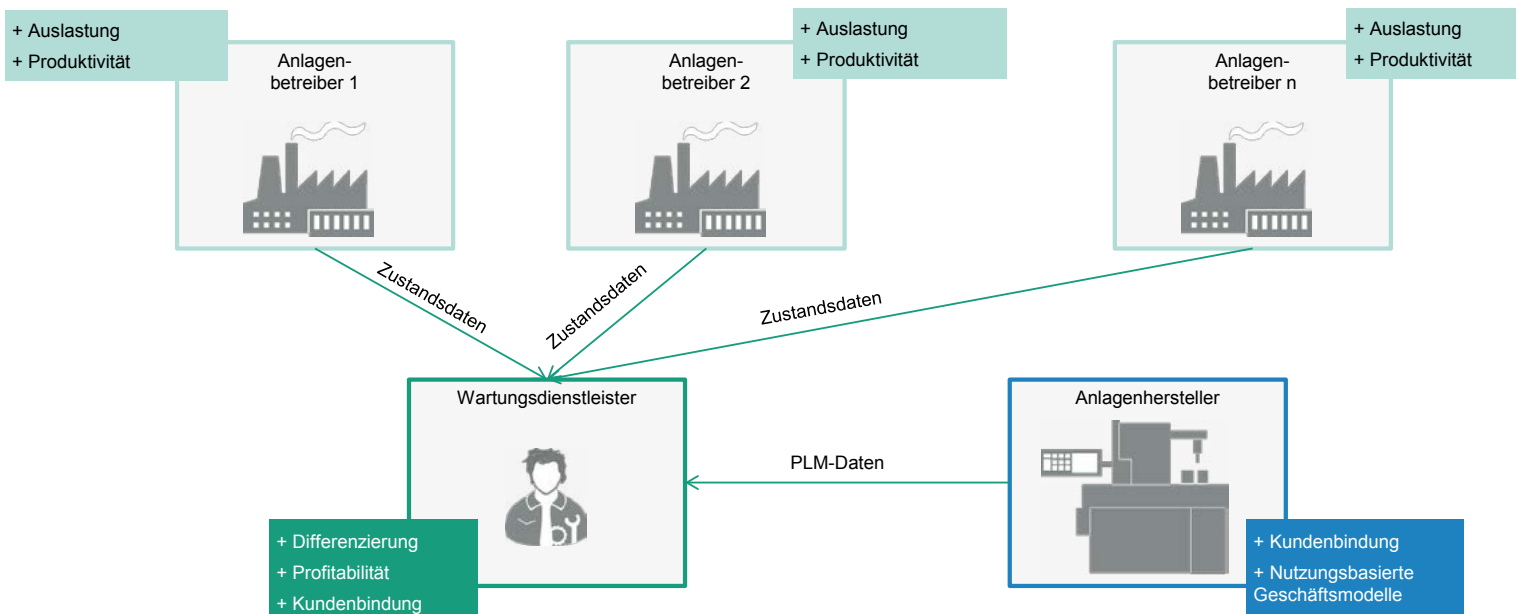 + Auslastung
+ Produktivität
Anlagen-
betreiber 1
+ Auslastung
+ Produktivität
Anlagen-
betreiber 2
+ Auslastung
+ Produktivität
Anlagen-
betreiber n
Zustandsdaten
Zustandsdaten
Zustandsdaten
Wartungsdienstleister
Anlagenhersteller
PLM-Daten
+ Differenzierung
+ Profitabilität
+ Kundenbindung
+ Kundenbindung
+ Nutzungsbasierte
Geschäftsmodelle